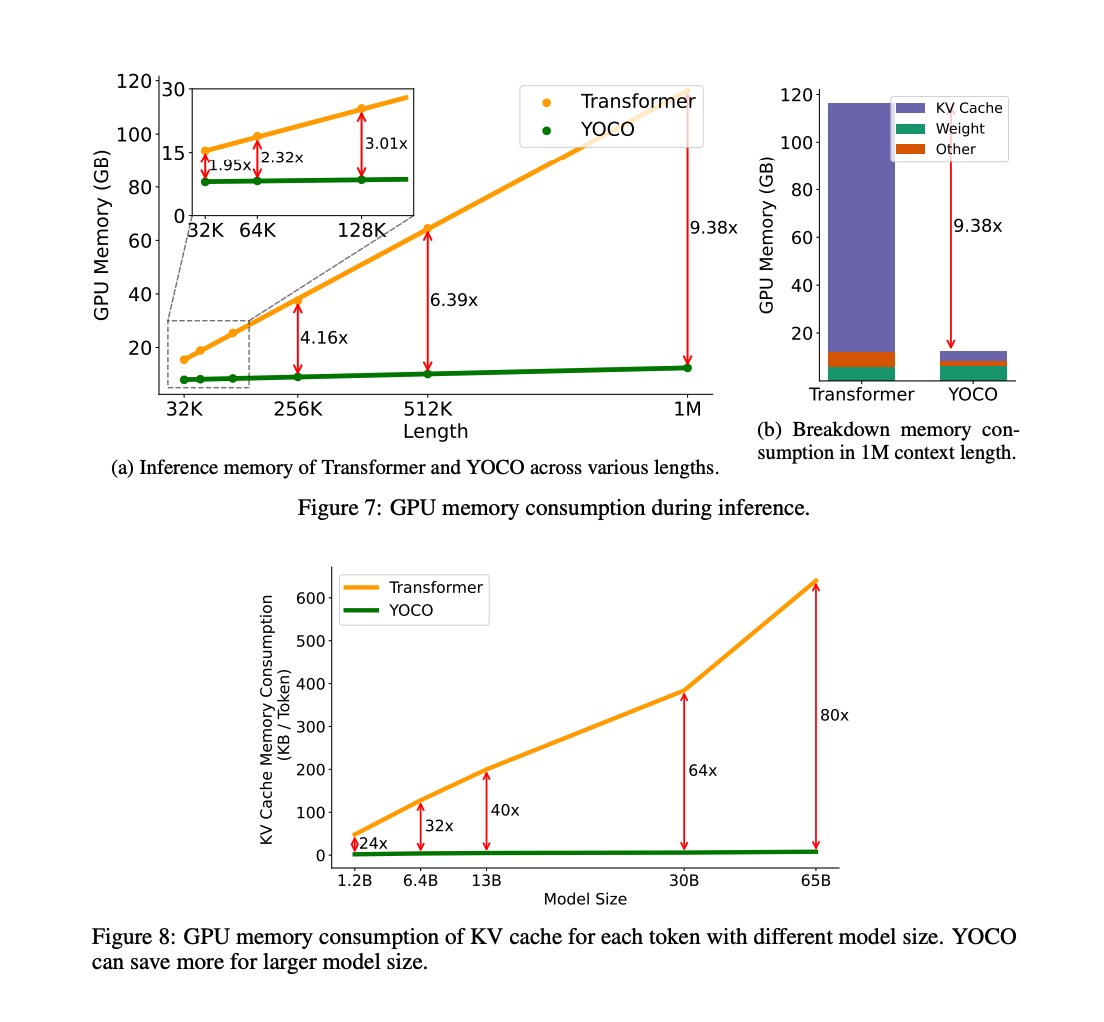 120
100
80
60
40
20
GPU Memory (GB)
30
15
0
32K 64K 128K
1.95x
2.32x
3.01x
Transformer
YOCO
4.16x
6.39x
9.38x
32K 256K 512K 1M
Length
(a) Inference memory of Transformer and YOCO across various lengths.
120
100
80
60
40
20
GPU Memory (GB)
KV Cache
Weight
Other
9.38x
Transformer YOCO
(b) Breakdown memory con-
sumption in 1M context length.
Figure 7: GPU memory consumption during inference.
600
500
400
300
200
100
0
KV Cache Memory Consumption
(KB / Token)
Transformer
YOCO
24x
32x
40x
64x
80x
1.2B 6.4B 13B 30B 65B
Model Size
Figure 8: GPU memory consumption of KV cache for each token with different model size. YOCO
can save more for larger model size.